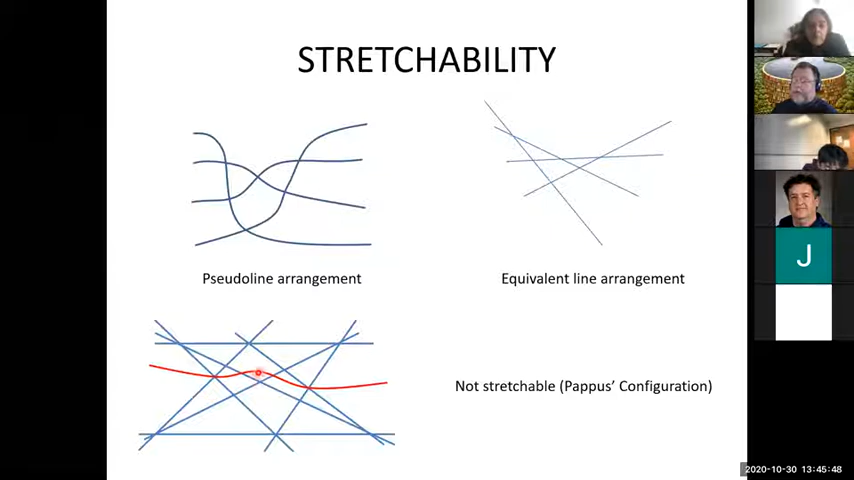 STRETCHABILITY
Pseudoline arrangement
Equivalent line arrangement
Not stretchable (Pappus' Configuration)
J
2020-10-30 13:45:48